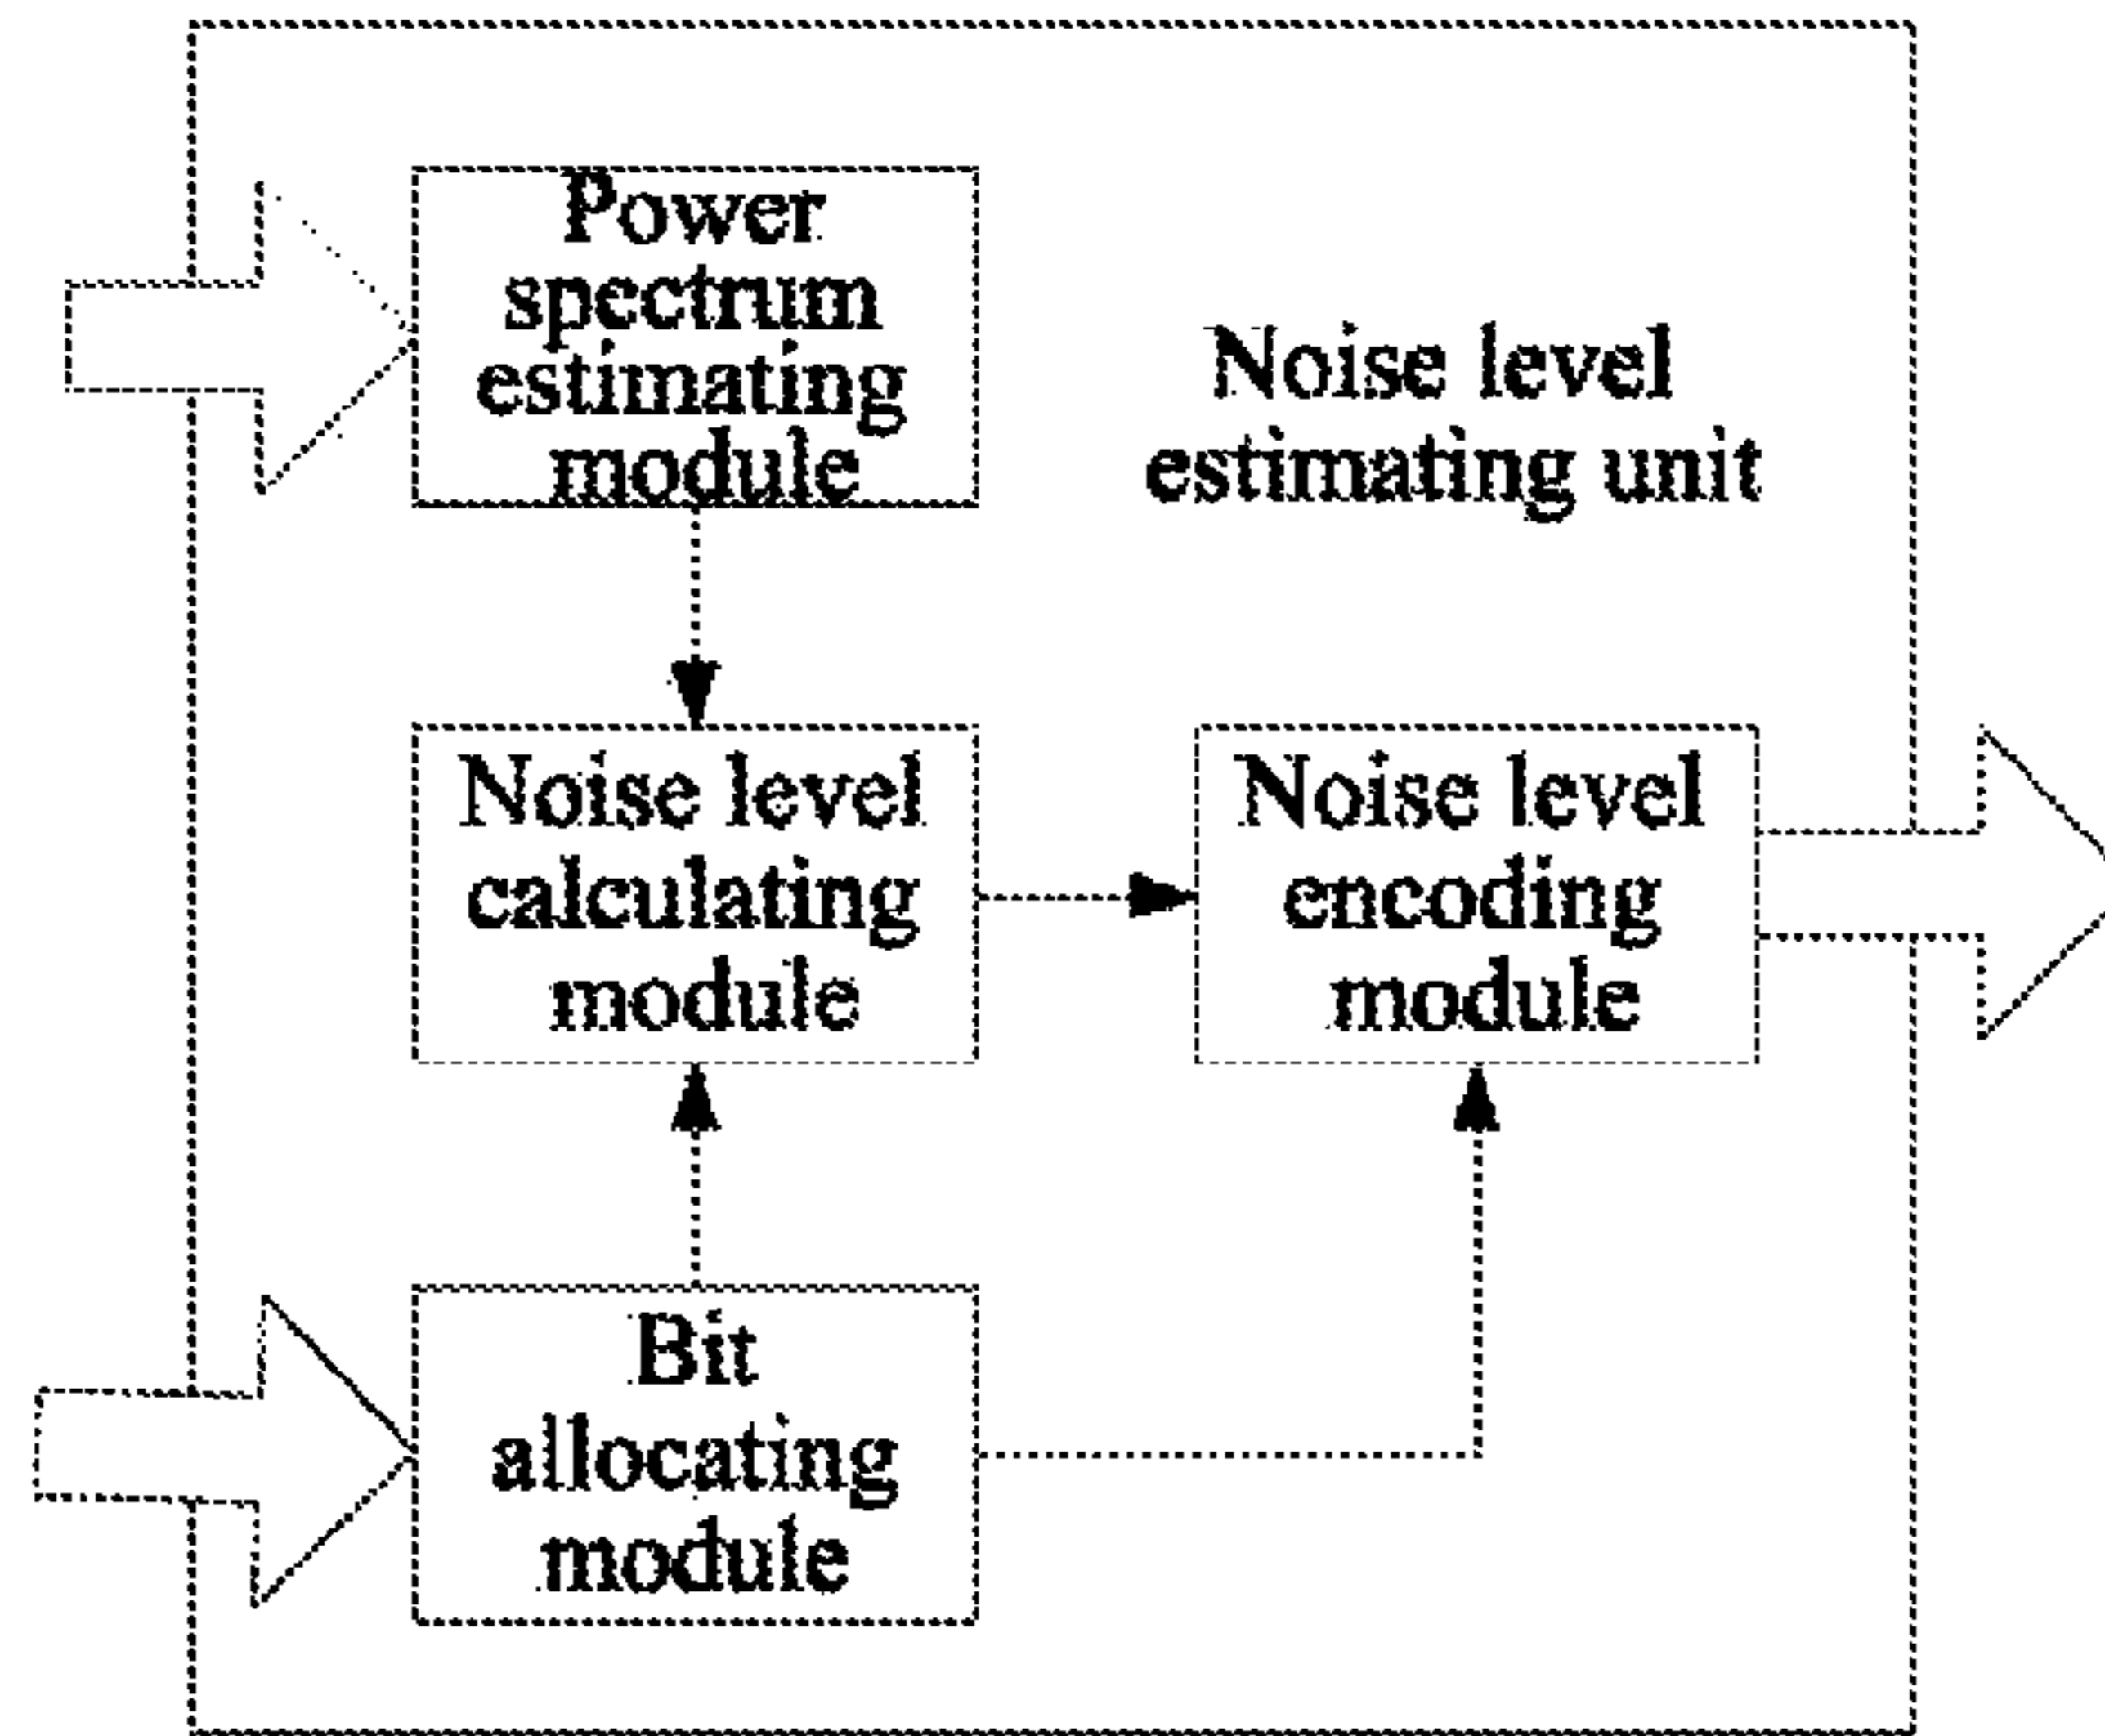 Power
spectrum
estimating
module
Noise level
estimating unit
Noise level
calculating
module
Noise level
encoding
module
Bit
allocating
module